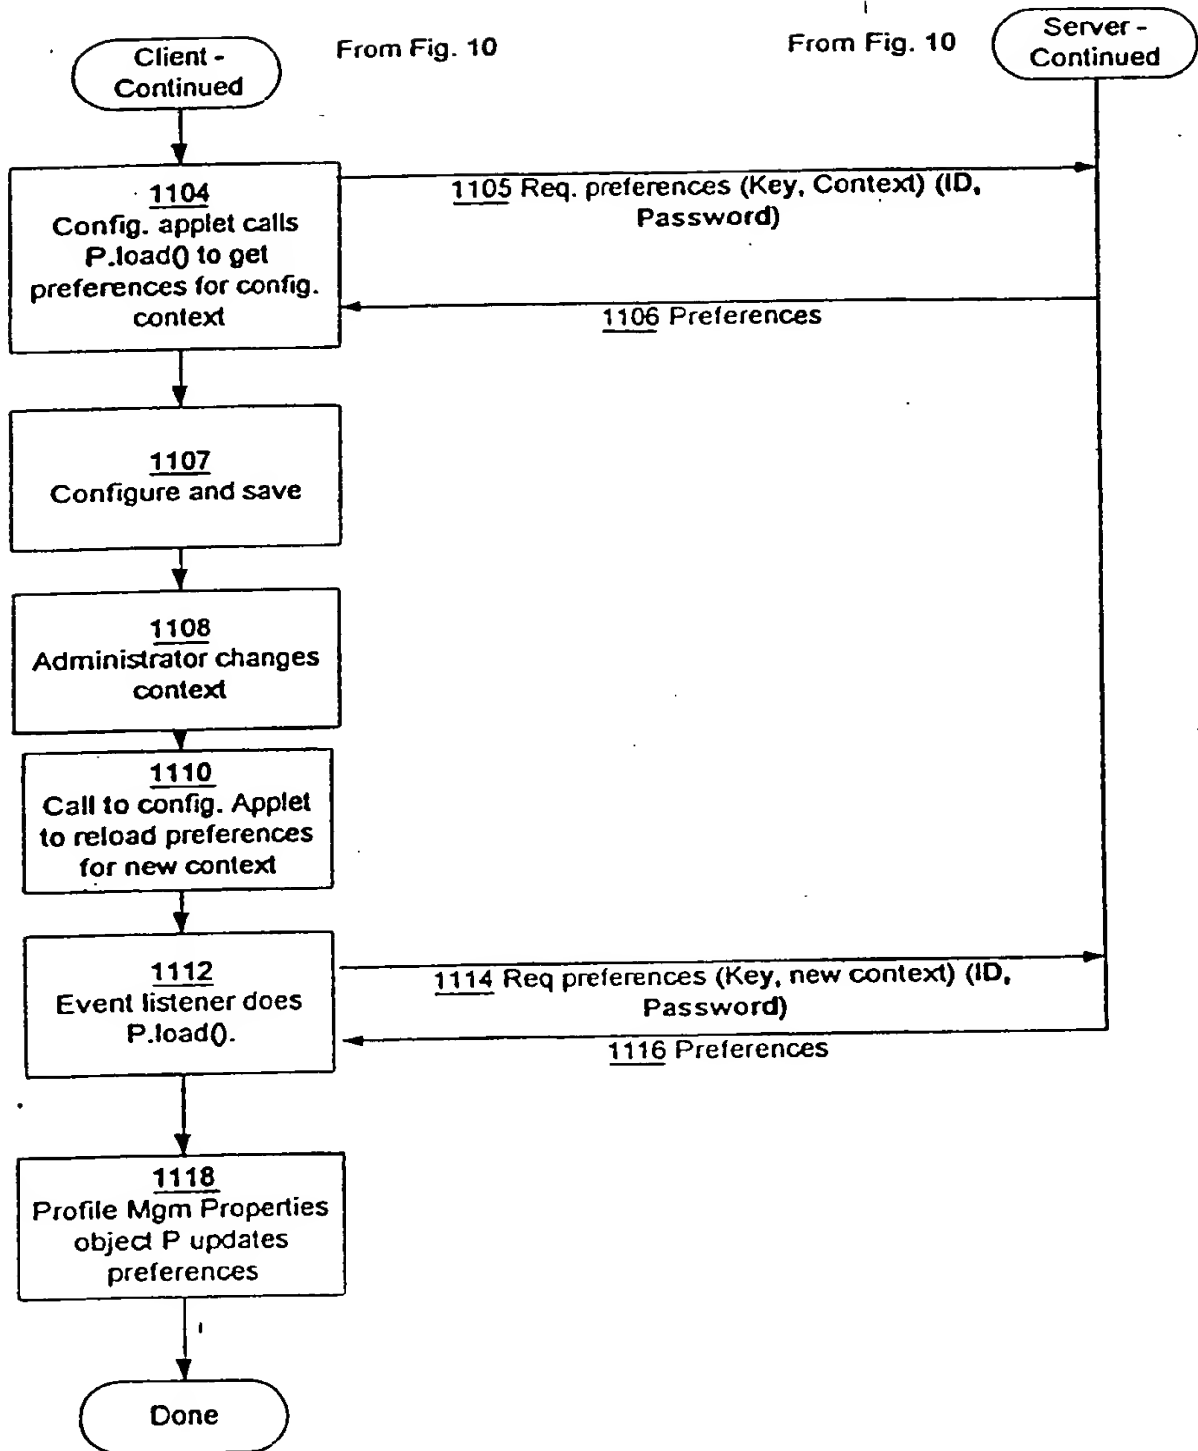 Client -
Continued
From Fig. 10
From Fig. 10
Server -
Continued
1104
Config. applet calls
P.load() to get
preferences for config.
context
1105 Req. preferences (Key, Context) (ID,
Password)
1106 Preferences
1107
Configure and save
1108
Administrator changes
context
1110
Call to config. Applet
to reload preferences
for new context
1112
Event listener does
P.load().
1114 Req preferences (Key, new context) (ID,
Password)
1116 Preferences
1118
Profile Mgm Properties
object P updates
preferences
Done